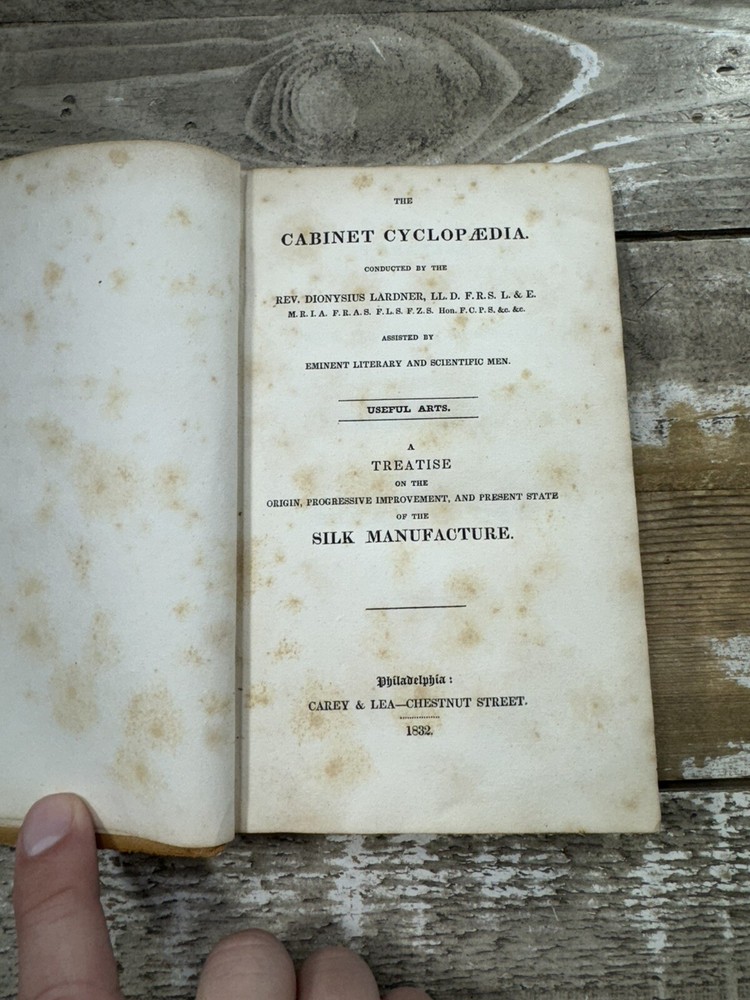 THE
CABINET CYCLOPÆDIA.
CONDUCTED BY THE
REV. DIONYSIUS LARDNER, LL. D. F. R. S. L. & E.
M. R. I. A. F. R. A. S. F. L. S. F. Z. S. Hon. F. C. P. S. &c. &c.
ASSISTED BY
EMINENT LITERARY AND SCIENTIFIC MEN.
USEFUL ARTS.
A
TREATISE
ON THE
ORIGIN, PROGRESSIVE IMPROVEMENT, AND PRESENT STATE
OF THE
SILK MANUFACTURE.
Philadelphia:
CAREY & LEA—CHESTNUT STREET.
1832.